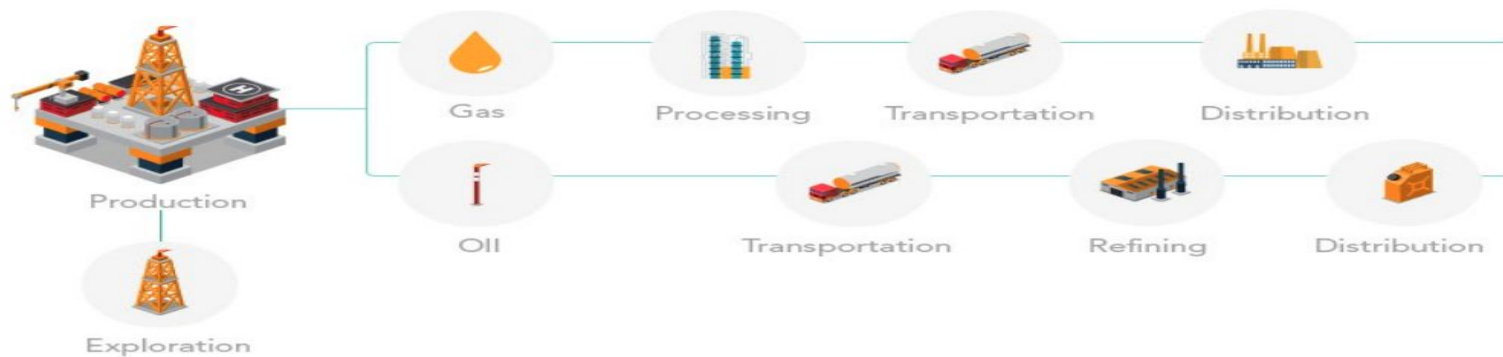 Gas
Processing
Transportation
Distribution
Production
OIl
Transportation
Refining
Distribution
Exploration
H